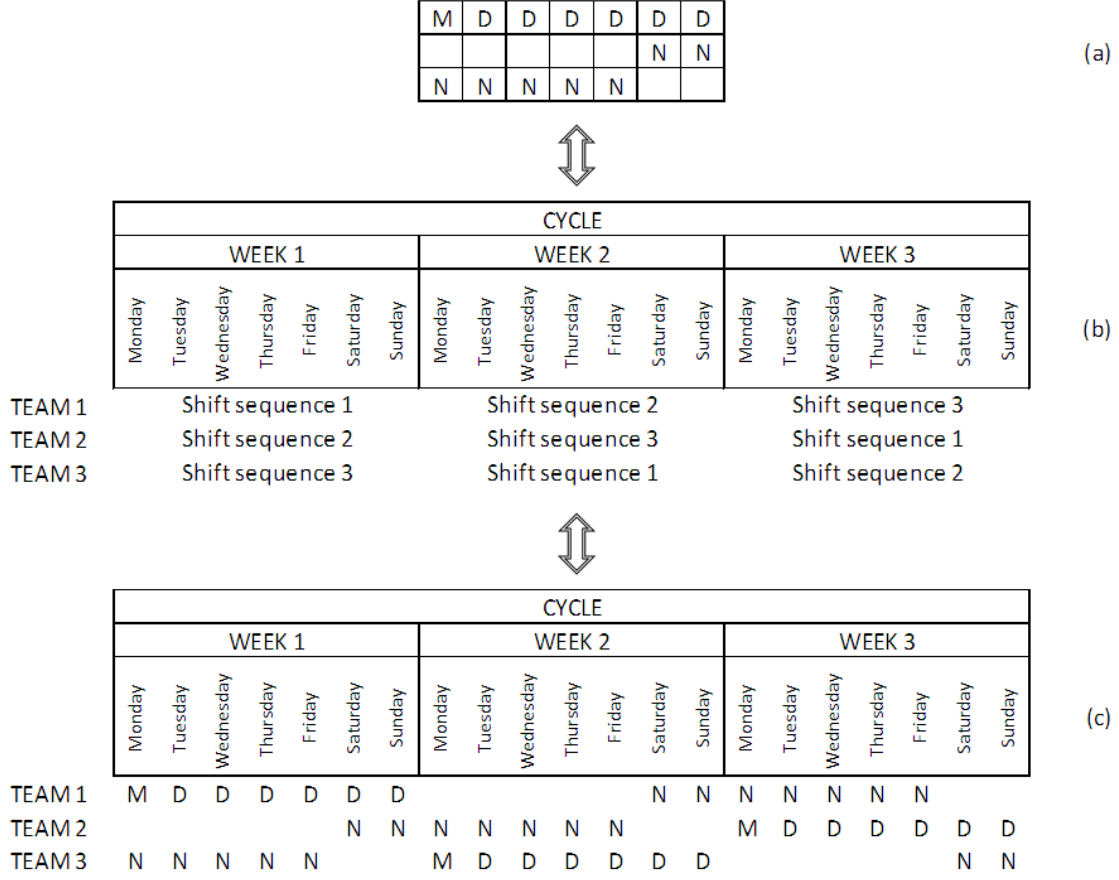 M D D D D D D
N N
(a)
N N N N N
CYCLE
WEEK 1 WEEK 2 WEEK 3
Monday Tuesday Wednesday Thursday Friday Saturday Sunday Monday Tuesday Wednesday Thursday Friday Saturday Sunday Monday Tuesday Wednesday Thursday Friday Saturday Sunday
(b)
TEAM 1 Shift sequence 1 Shift sequence 2 Shift sequence 3
TEAM 2 Shift sequence 2 Shift sequence 3 Shift sequence 1
TEAM 3 Shift sequence 3 Shift sequence 1 Shift sequence 2
CYCLE
WEEK 1 WEEK 2 WEEK 3
Monday Tuesday Wednesday Thursday Friday Saturday Sunday Monday Tuesday Wednesday Thursday Friday Saturday Sunday Monday Tuesday Wednesday Thursday Friday Saturday Sunday
(c)
TEAM 1 M D D D D D D N N N N N N N
TEAM 2 N N N N N N N M D D D D D D
TEAM 3 N N N N N M D D D D D D N N